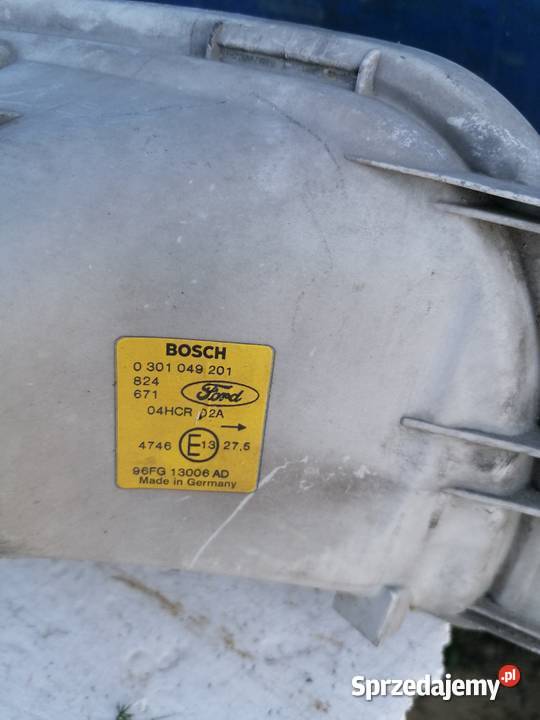 BOSCH
0 301 049 201
824
671 Ford
04HCR 02A
→
4746 E13 27.5
96FG 13006 AD
Made in Germany
Sprzedajemy.pl